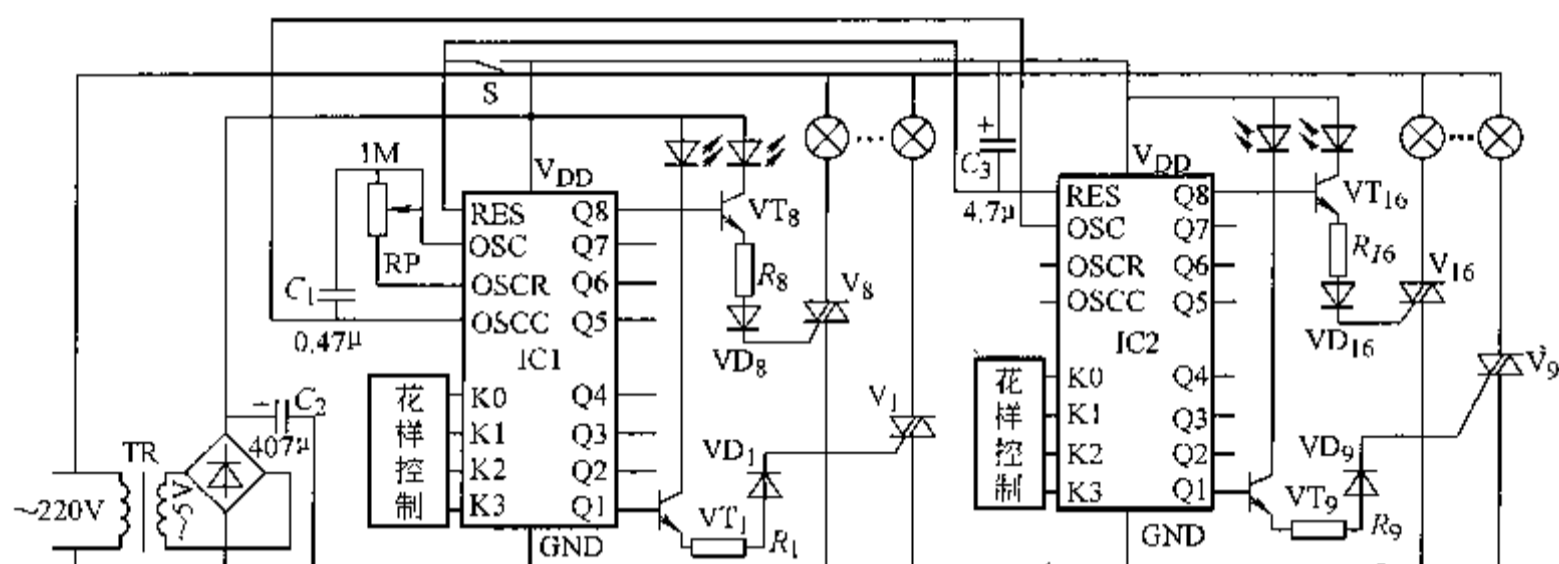 S
1M
RP
C1
0.47μ
VDD
RES
OSC
OSCR
OSCC
IC1
K0
K1
K2
K3
Q8
Q7
Q6
Q5
Q4
Q3
Q2
Q1
GND
花样控制
C2
407μ
TR
~220V
~5V
VT8
R8
VD8
V8
V1
VD1
VT1
R1
+
C3
4.7μ
VDD
RES
OSC
OSCR
OSCC
IC2
K0
K1
K2
K3
Q8
Q7
Q6
Q5
Q4
Q3
Q2
Q1
GND
花样控制
VT16
R16
VD16
V16
V9
VD9
VT9
R9